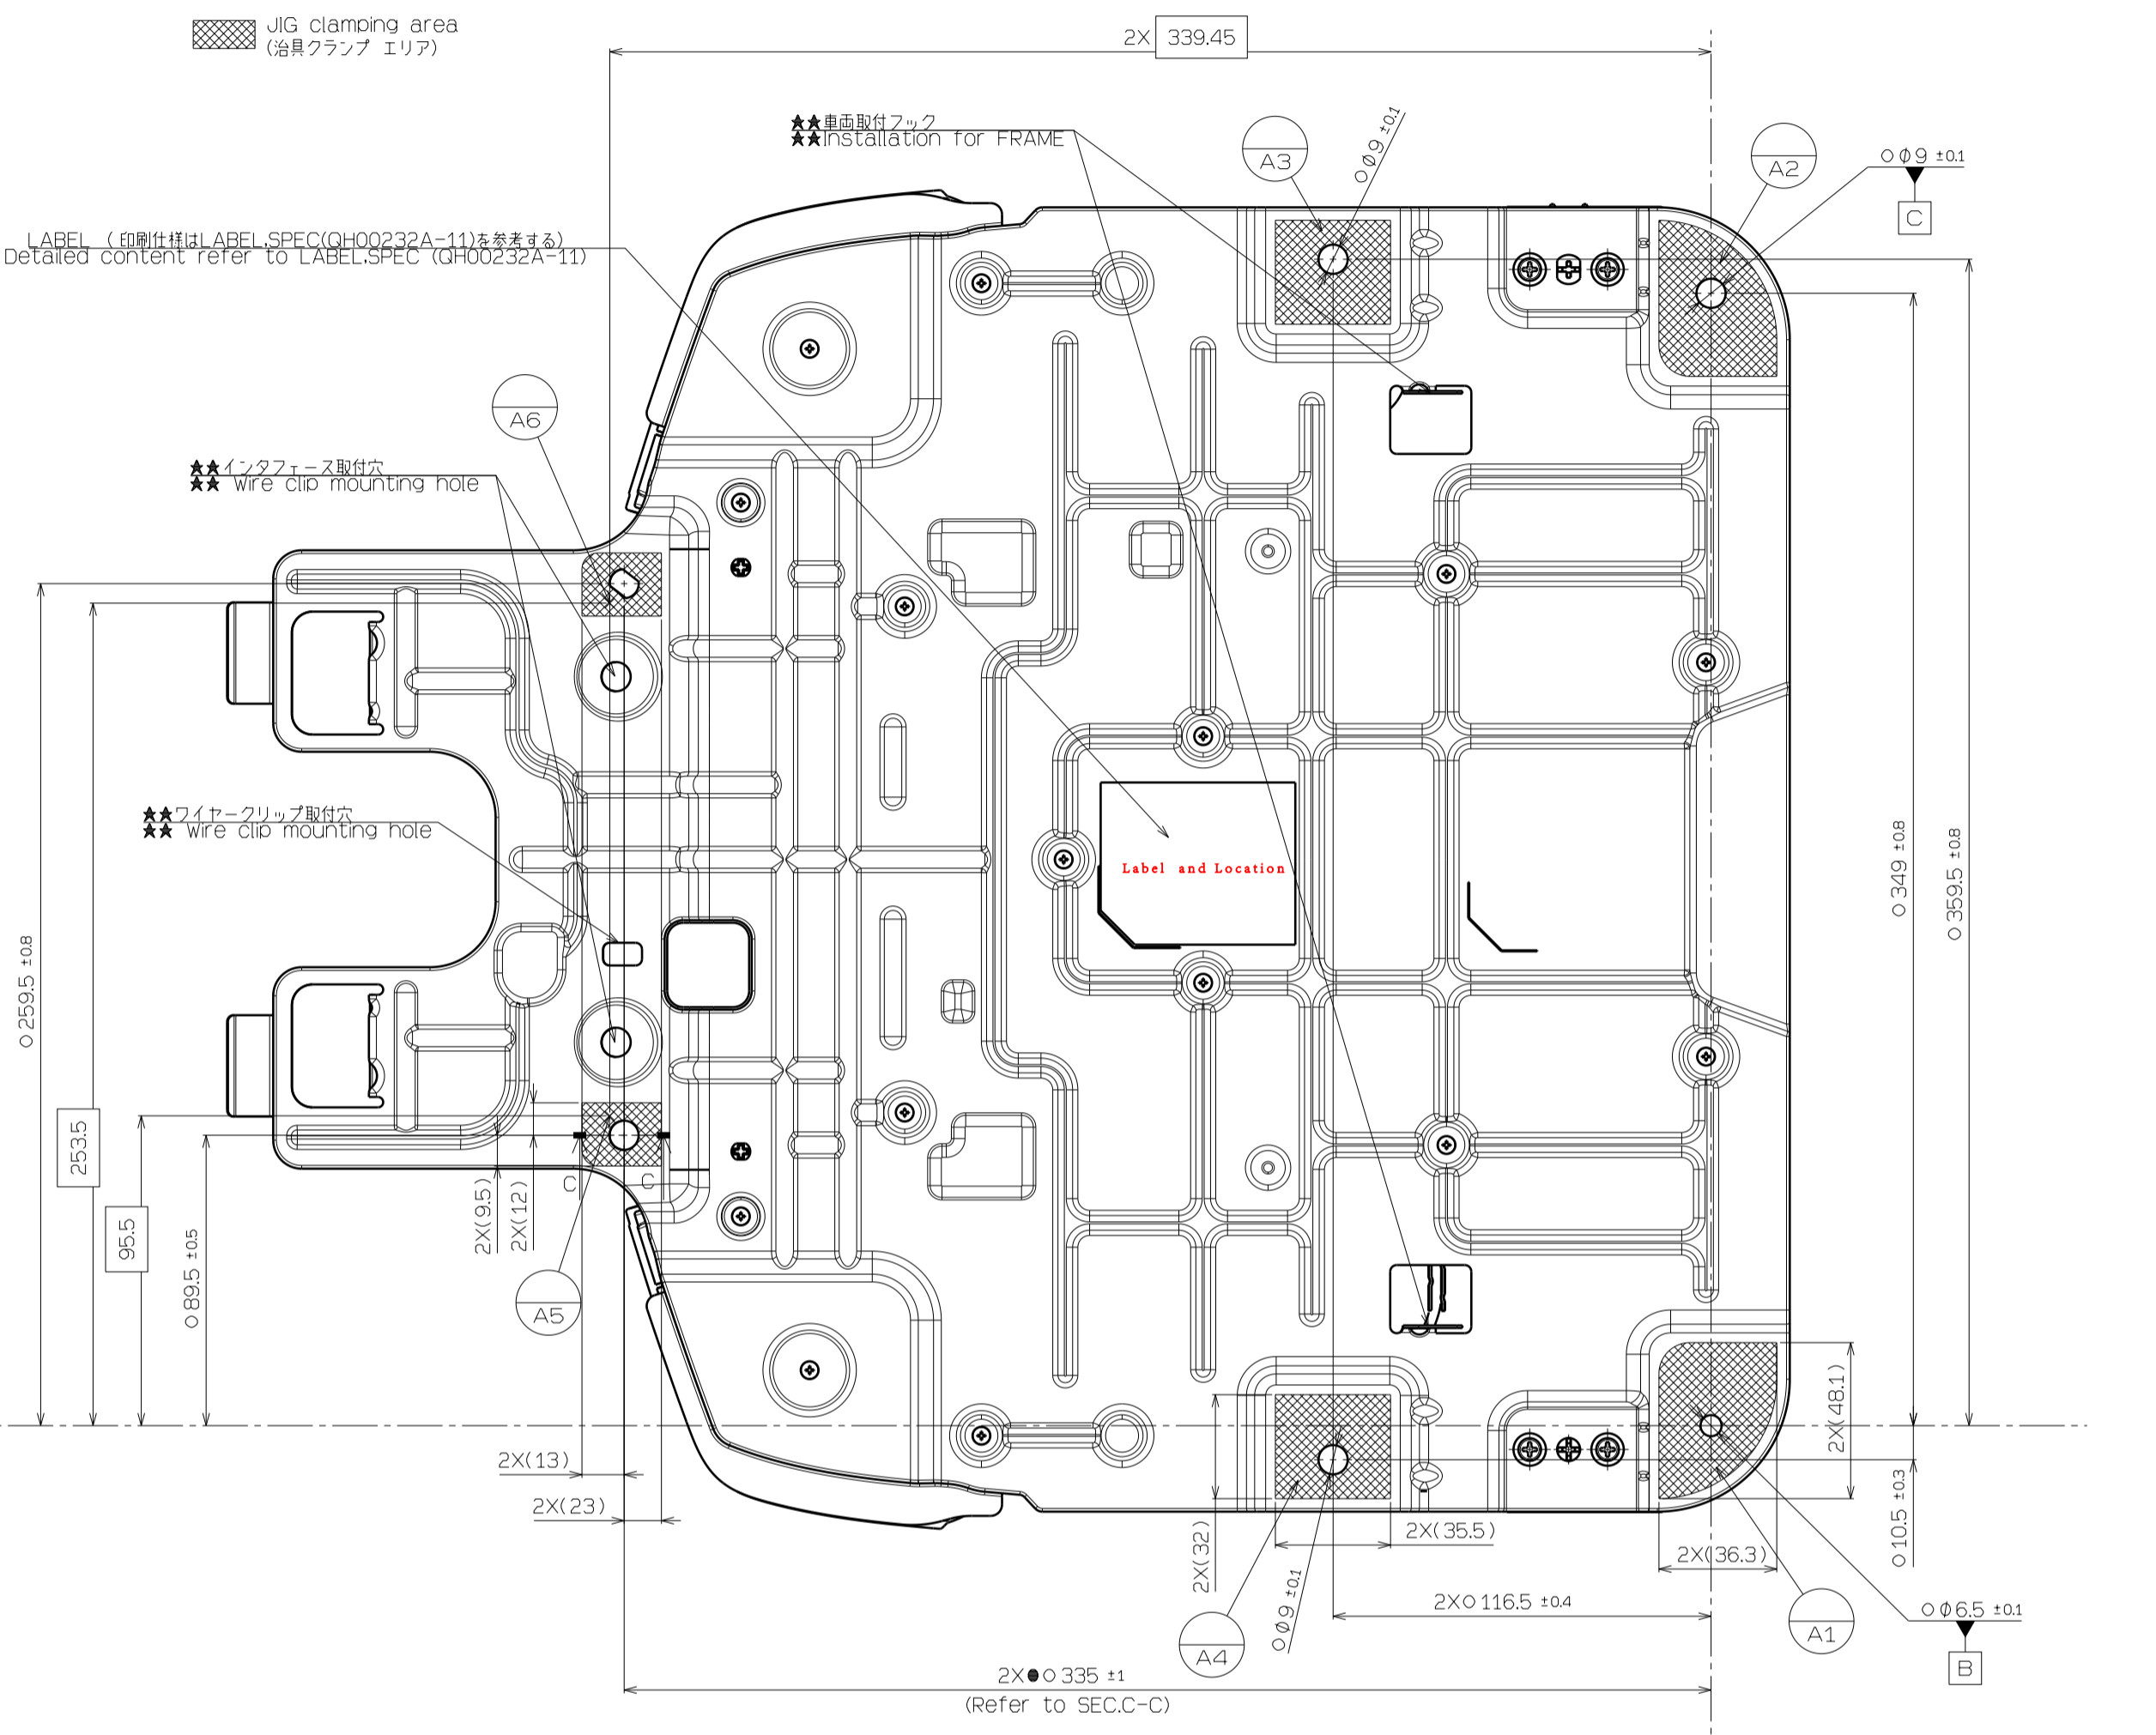 JIG clamping area
(治具クランプ エリア)
2X 339.45
★★車両取付フック
★★Installation for FRAME
A3
○φ9 ±0.1
A2
○φ9 ±0.1
C
LABEL (印刷仕様はLABEL.SPEC(QH00232A-11)を参考する)
Detailed content refer to LABEL.SPEC (QH00232A-11)
A6
★★インタフェース取付穴
★★ Wire clip mounting hole
★★ワイヤークリップ取付穴
★★ Wire clip mounting hole
Label and Location
○349 ±0.8
○359.5 ±0.8
○259.5 ±0.8
253.5
95.5
○89.5 ±0.5
2X(9.5)
2X(12)
C
C
A5
2X(13)
2X(23)
2X(32)
2X(35.5)
2X(48.1)
2X(36.3)
○10.5 ±0.3
2X○116.5 ±0.4
○φ9 ±0.1
A4
A1
○φ6.5 ±0.1
B
2X●○335 ±1
(Refer to SEC.C-C)